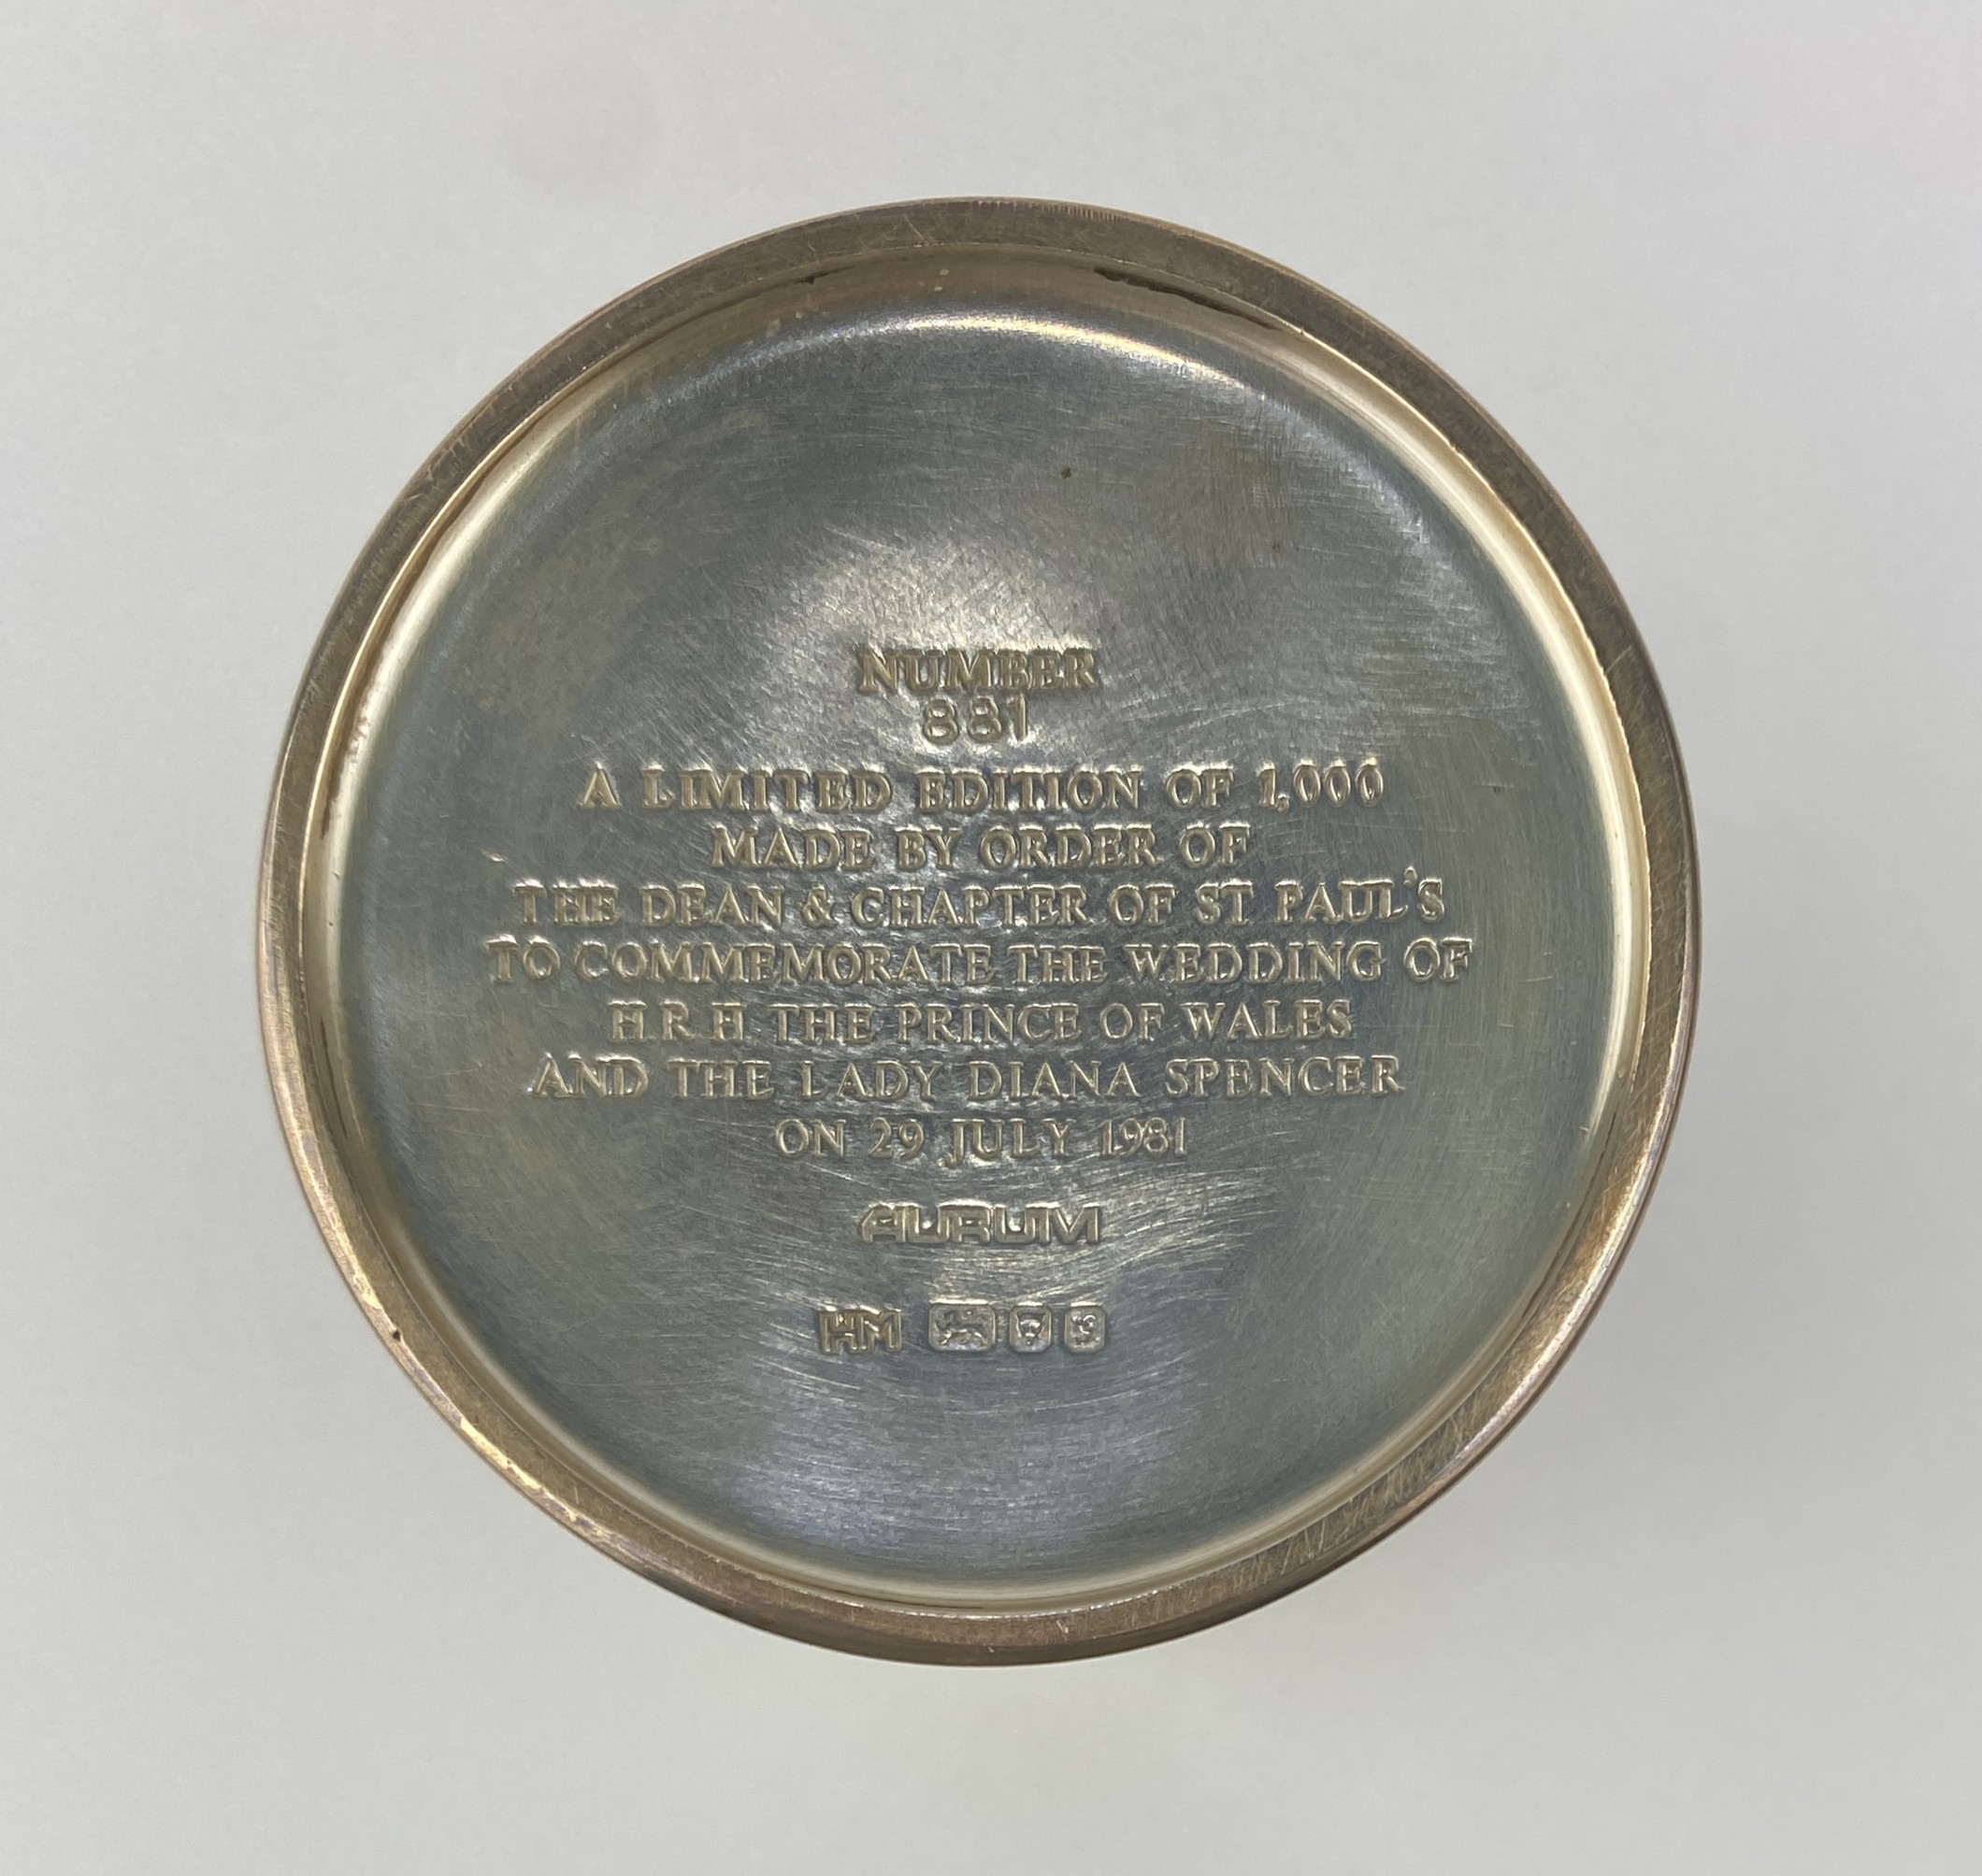 NUMBER
881
A LIMITED EDITION OF 1,000
MADE BY ORDER OF
THE DEAN & CHAPTER OF ST PAUL'S
TO COMMEMORATE THE WEDDING OF
H R H THE PRINCE OF WALES
AND THE LADY DIANA SPENCER
ON 29 JULY 1981
AURUM
HM